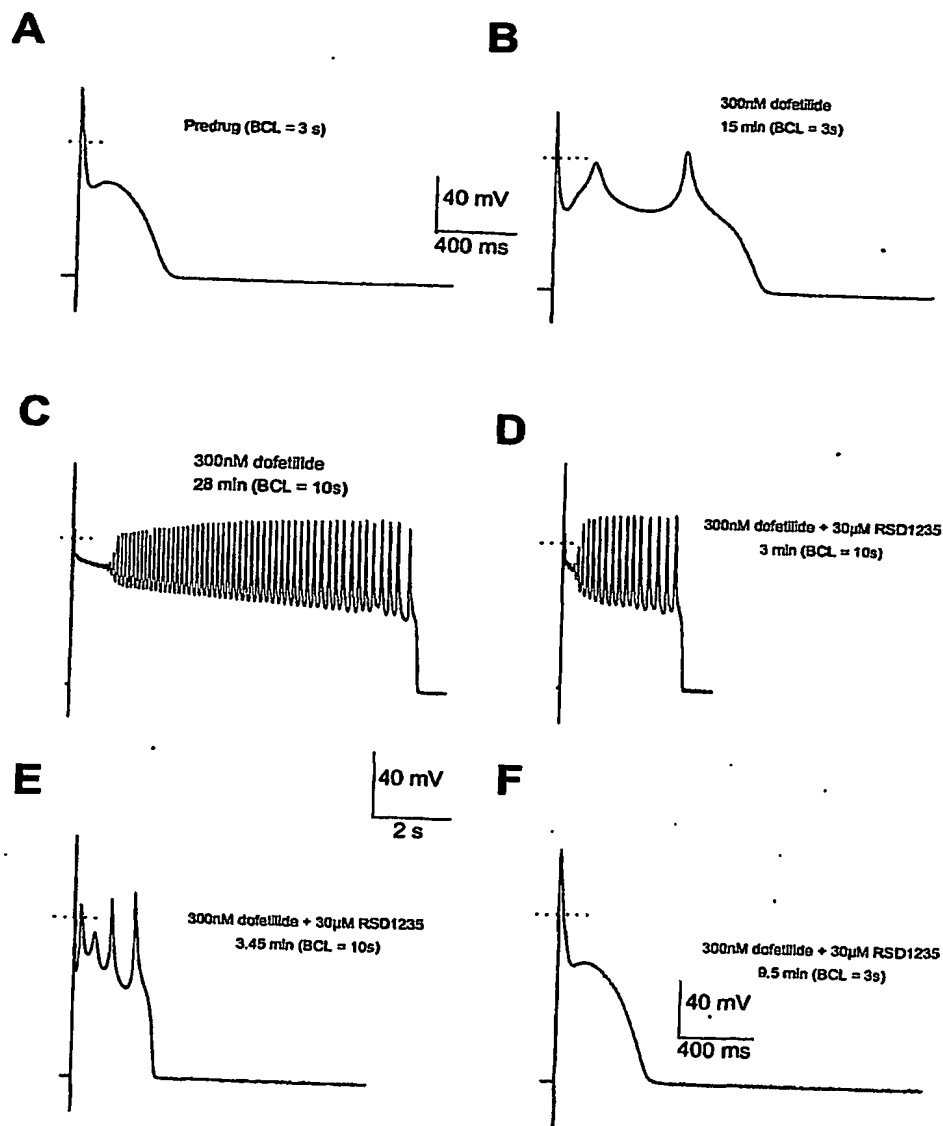 A
B
Predrug (BCL = 3 s)
300nM dofetilide
15 min (BCL = 3s)
40 mV
400 ms
C
D
300nM dofetilide
28 min (BCL = 10s)
300nM dofetilide + 30µM RSD1235
3 min (BCL = 10s)
E
F
40 mV
2 s
300nM dofetilide + 30µM RSD1235
3.45 min (BCL = 10s)
300nM dofetilide + 30µM RSD1235
9.5 min (BCL = 3s)
40 mV
400 ms